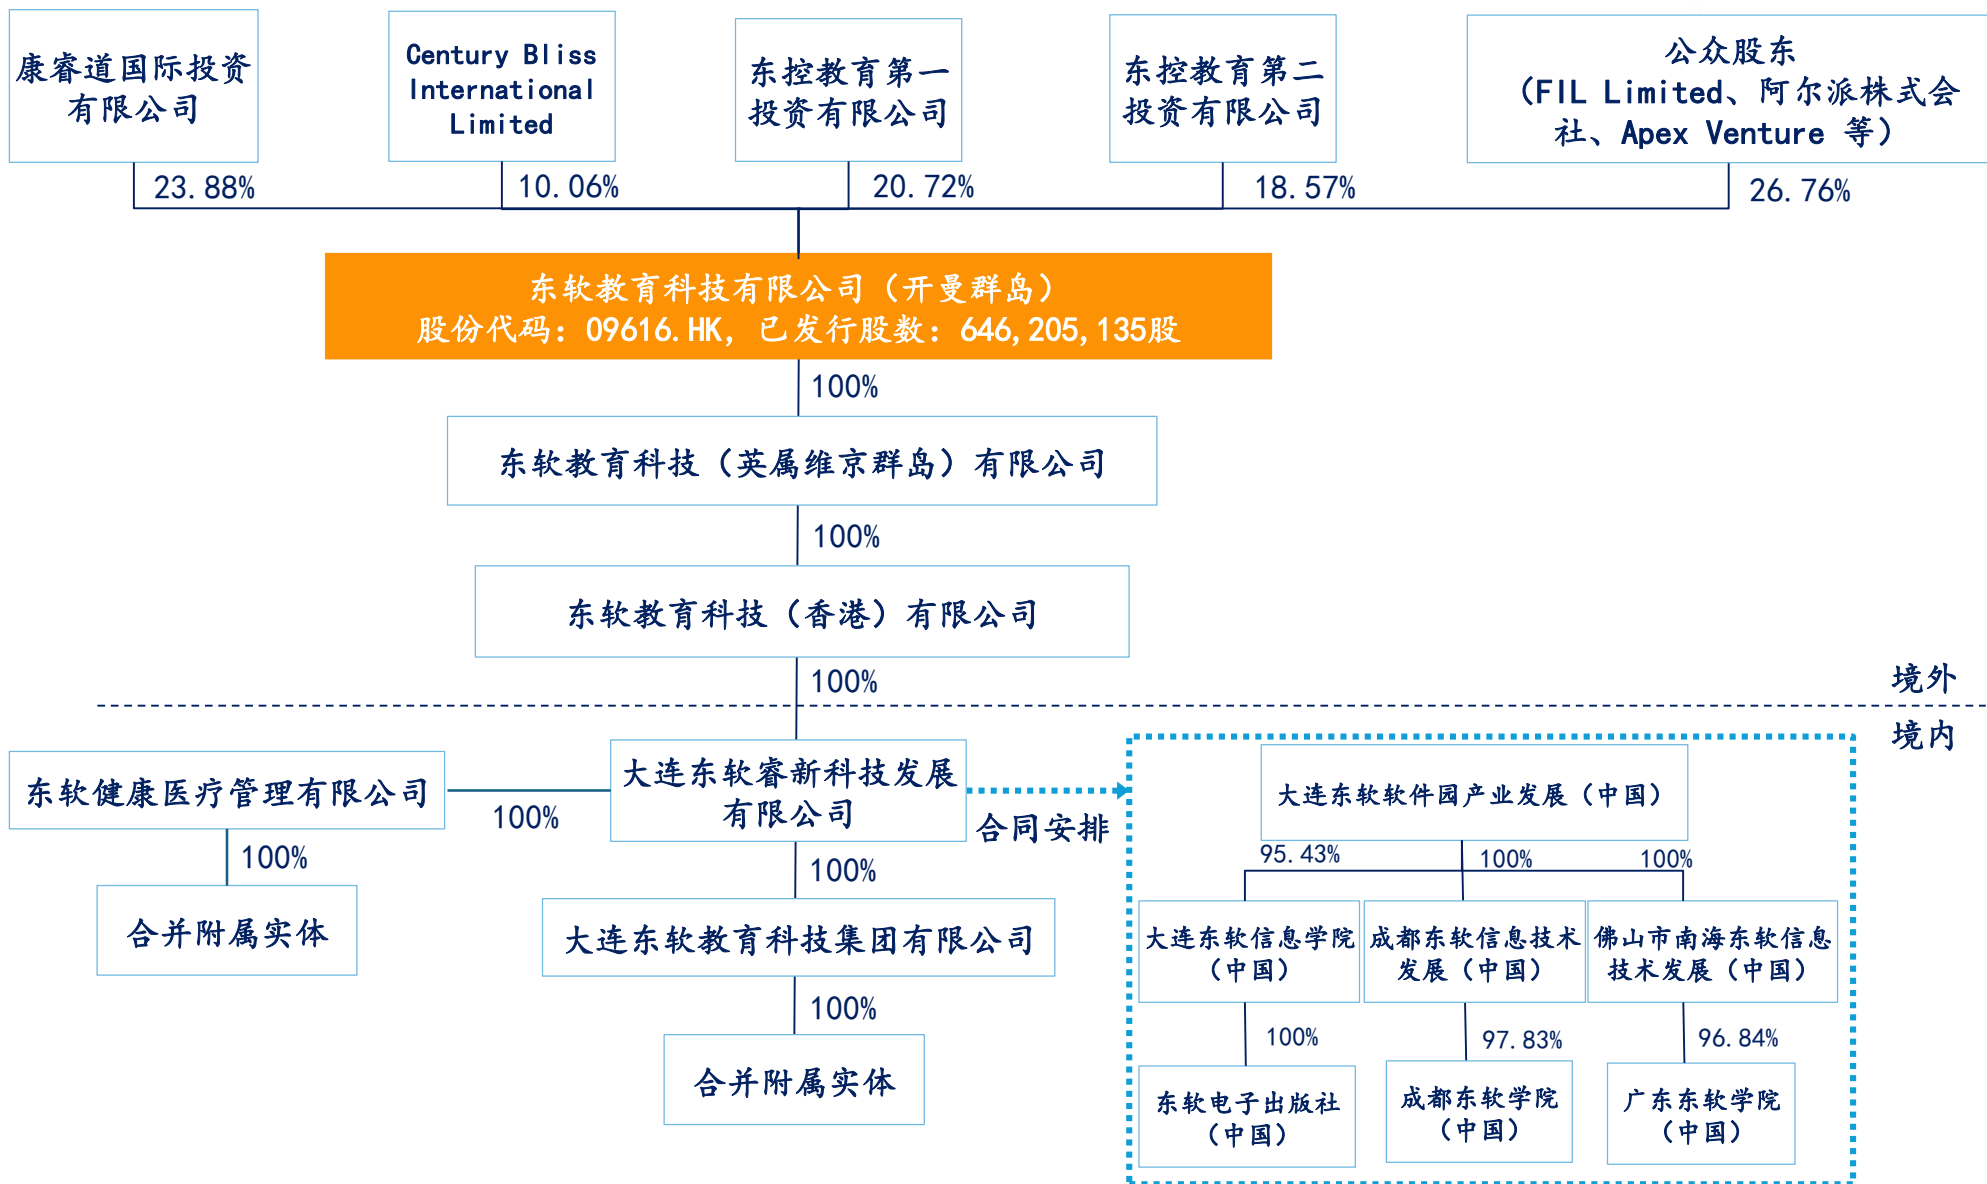 康睿道国际投资
有限公司
Century Bliss
International
Limited
东控教育第一
投资有限公司
东控教育第二
投资有限公司
公众股东
（FIL Limited、阿尔派株式会
社、Apex Venture 等）
23.88%
10.06%
20.72%
18.57%
26.76%
东软教育科技有限公司（开曼群岛）
股份代码：09616.HK，已发行股数：646,205,135股
100%
东软教育科技（英属维京群岛）有限公司
100%
东软教育科技（香港）有限公司
100%
境外
境内
东软健康医疗管理有限公司
100%
大连东软睿新科技发展
有限公司
合同安排
大连东软软件园产业发展（中国）
100%
合并附属实体
100%
大连东软教育科技集团有限公司
100%
合并附属实体
95.43%
100%
100%
大连东软信息学院
（中国）
成都东软信息技术
发展（中国）
佛山市南海东软信息
技术发展（中国）
100%
97.83%
96.84%
东软电子出版社
（中国）
成都东软学院
（中国）
广东东软学院
（中国）